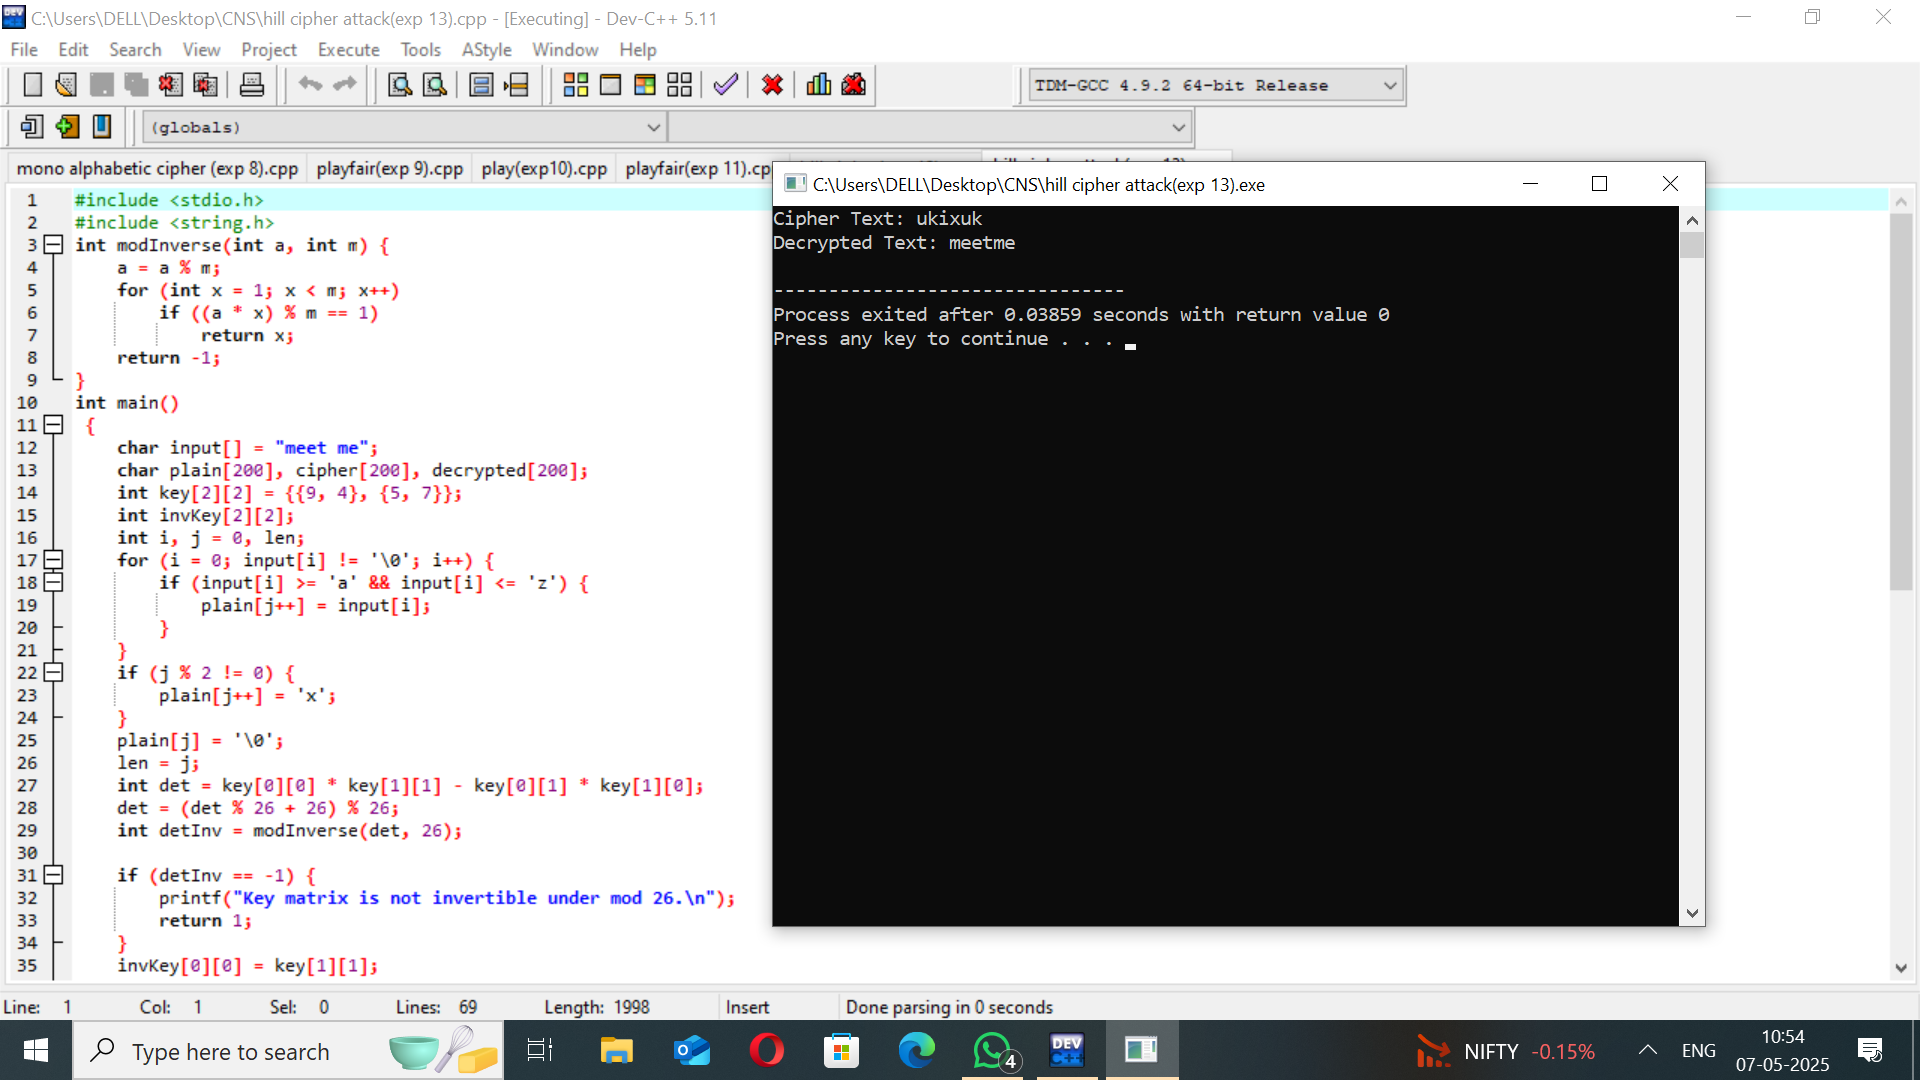 C:\Users\DELL\Desktop\CNS\hill cipher attack(exp 13).cpp - [Executing] - Dev-C++ 5.11
File Edit Search View Project Execute Tools AStyle Window Help
TDM-GCC 4.9.2 64-bit Release
(globals)
mono alphabetic cipher (exp 8).cpp playfair(exp 9).cpp play(exp10).cpp playfair(exp 11).cp
C:\Users\DELL\Desktop\CNS\hill cipher attack(exp 13).exe
Cipher Text: ukixuk
Decrypted Text: meetme
--------------------------------
Process exited after 0.03859 seconds with return value 0
Press any key to continue . . .
1 #include <stdio.h>
2 #include <string.h>
3 int modInverse(int a, int m) {
4 a = a % m;
5 for (int x = 1; x < m; x++)
6 if ((a * x) % m == 1)
7 return x;
8 return -1;
9 }
10 int main()
11 {
12 char input[] = "meet me";
13 char plain[200], cipher[200], decrypted[200];
14 int key[2][2] = {{9, 4}, {5, 7}};
15 int invKey[2][2];
16 int i, j = 0, len;
17 for (i = 0; input[i] != '\0'; i++) {
18 if (input[i] >= 'a' && input[i] <= 'z') {
19 plain[j++] = input[i];
20 }
21 }
22 if (j % 2 != 0) {
23 plain[j++] = 'x';
24 }
25 plain[j] = '\0';
26 len = j;
27 int det = key[0][0] * key[1][1] - key[0][1] * key[1][0];
28 det = (det % 26 + 26) % 26;
29 int detInv = modInverse(det, 26);
30
31 if (detInv == -1) {
32 printf("Key matrix is not invertible under mod 26.\n");
33 return 1;
34 }
35 invKey[0][0] = key[1][1];
Line: 1 Col: 1 Sel: 0 Lines: 69 Length: 1998 Insert Done parsing in 0 seconds
Type here to search
4
DEV C++
NIFTY -0.15%
ENG
10:54
07-05-2025